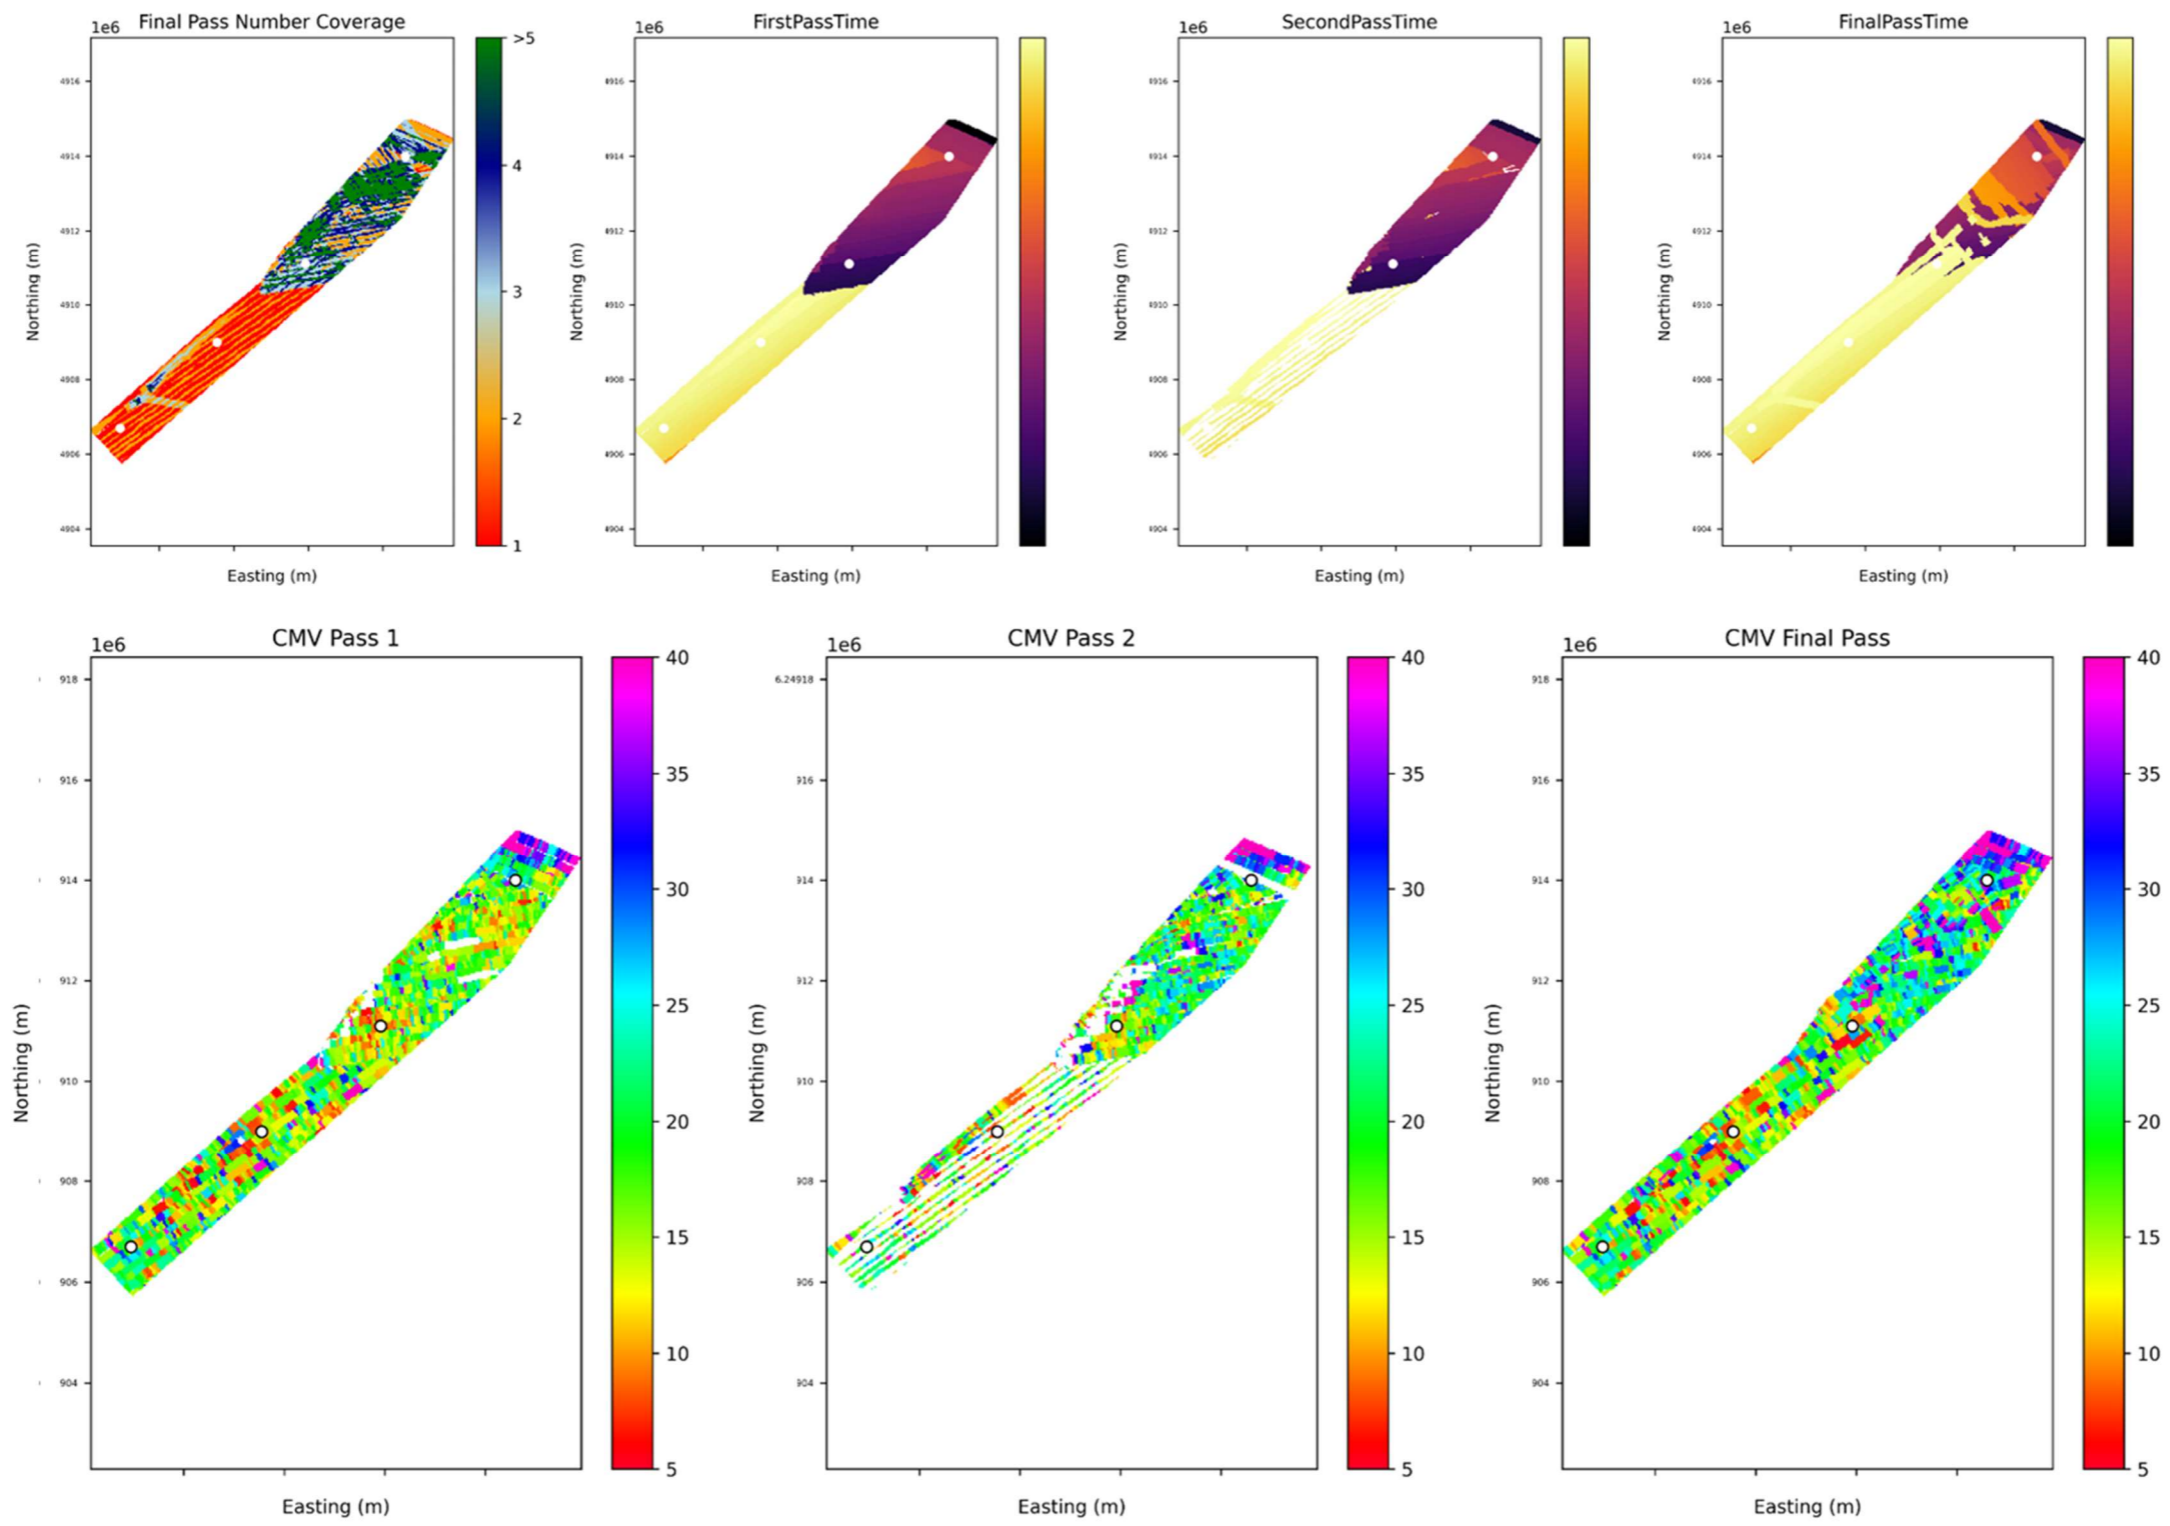 Final Pass Number Coverage
1e6
>5
4
3
2
1
4916
4914
4912
4910
4908
4906
4904
Northing (m)
Easting (m)
FirstPassTime
1e6
Northing (m)
Easting (m)
SecondPassTime
1e6
Northing (m)
Easting (m)
FinalPassTime
1e6
Northing (m)
Easting (m)
CMV Pass 1
1e6
918
916
914
912
910
908
906
904
Northing (m)
Easting (m)
40
35
30
25
20
15
10
5
CMV Pass 2
1e6
6.24918
916
914
912
910
908
906
904
Northing (m)
Easting (m)
40
35
30
25
20
15
10
5
CMV Final Pass
1e6
918
916
914
912
910
908
906
904
Northing (m)
Easting (m)
40
35
30
25
20
15
10
5